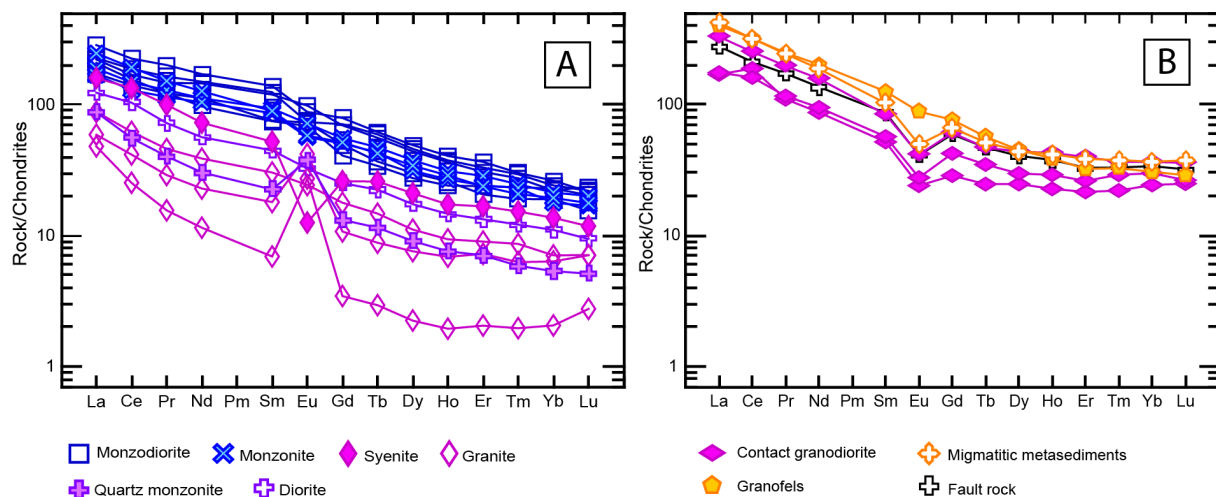 A
Rock/Chondrites
100
10
1
La Ce Pr Nd Pm Sm Eu Gd Tb Dy Ho Er Tm Yb Lu
Monzodiorite Monzonite Syenite Granite
Quartz monzonite Diorite
B
Rock/Chondrites
100
10
1
La Ce Pr Nd Pm Sm Eu Gd Tb Dy Ho Er Tm Yb Lu
Contact granodiorite Migmatitic metasediments
Granofels Fault rock